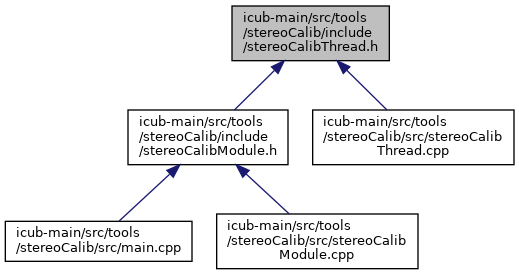 icub-main/src/tools
/stereoCalib/include
/stereoCalibThread.h
icub-main/src/tools
/stereoCalib/include
/stereoCalibModule.h
icub-main/src/tools
/stereoCalib/src/stereoCalib
Thread.cpp
icub-main/src/tools
/stereoCalib/src/main.cpp
icub-main/src/tools
/stereoCalib/src/stereoCalib
Module.cpp